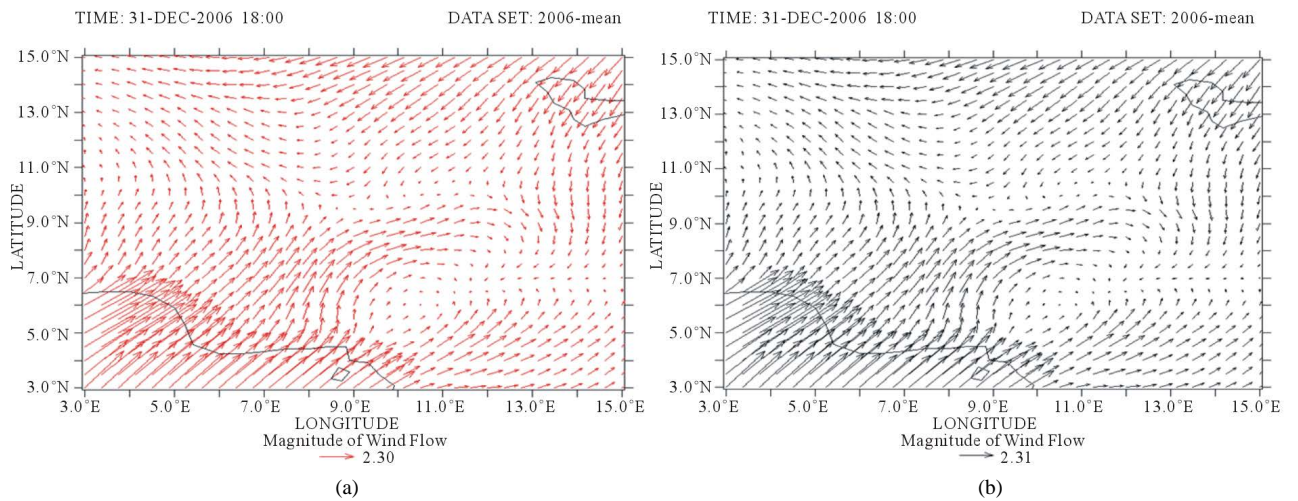 TIME: 31-DEC-2006 18:00 DATA SET: 2006-mean
15.0°N
13.0°N
11.0°N
9.0°N
7.0°N
5.0°N
3.0°N
LATITUDE
3.0°E 5.0°E 7.0°E 9.0°E 11.0°E 13.0°E 15.0°E
LONGITUDE
Magnitude of Wind Flow
2.30
(a)
TIME: 31-DEC-2006 18:00 DATA SET: 2006-mean
15.0°N
13.0°N
11.0°N
9.0°N
7.0°N
5.0°N
3.0°N
LATITUDE
3.0°E 5.0°E 7.0°E 9.0°E 11.0°E 13.0°E 15.0°E
LONGITUDE
Magnitude of Wind Flow
2.31
(b)